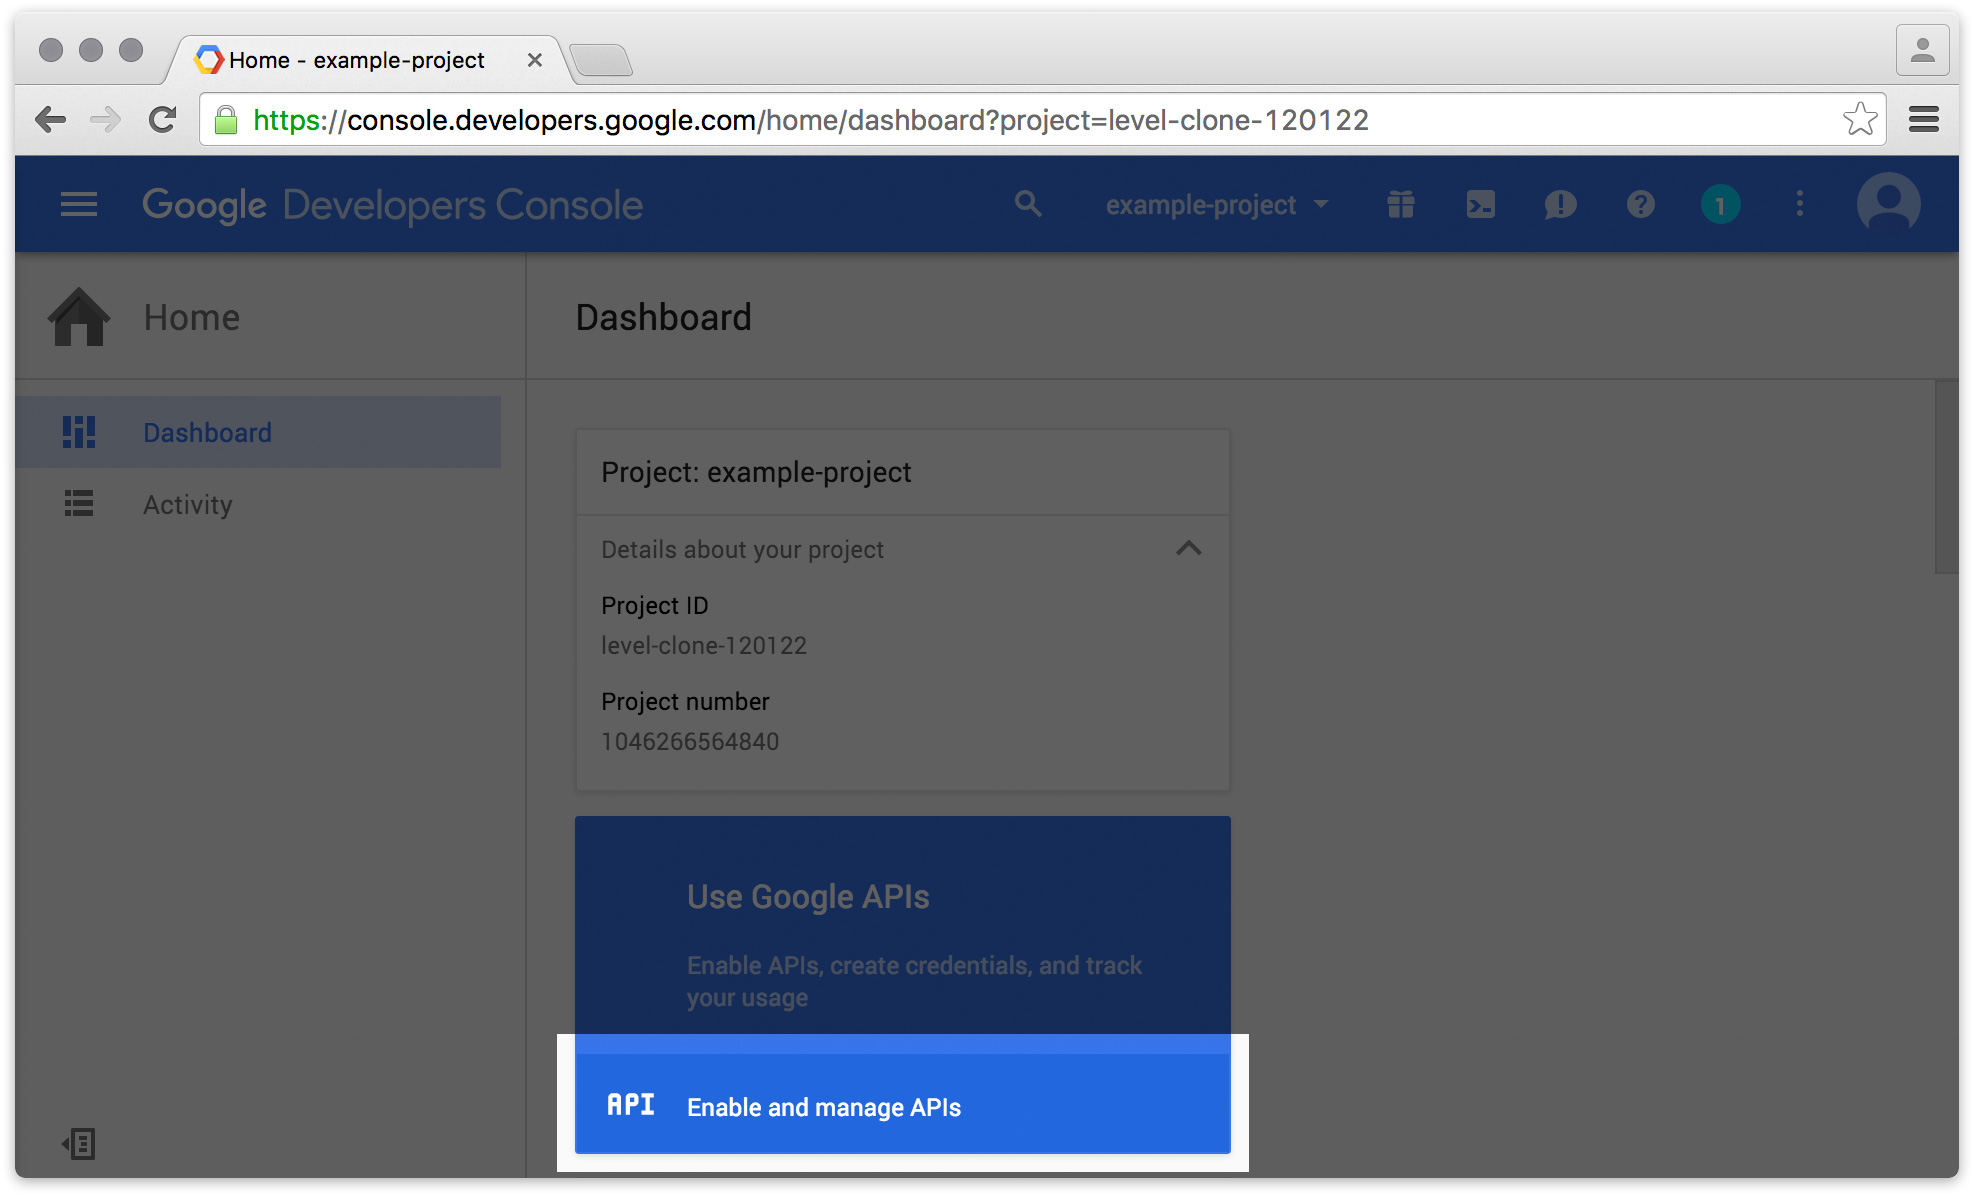 Home - example-project
https://console.developers.google.com/home/dashboard?project=level-clone-120122
Google Developers Console
example-project
1
Home
Dashboard
Dashboard
Activity
Project: example-project
Details about your project
Project ID
level-clone-120122
Project number
1046266564840
Use Google APIs
Enable APIs, create credentials, and track
your usage
API Enable and manage APIs